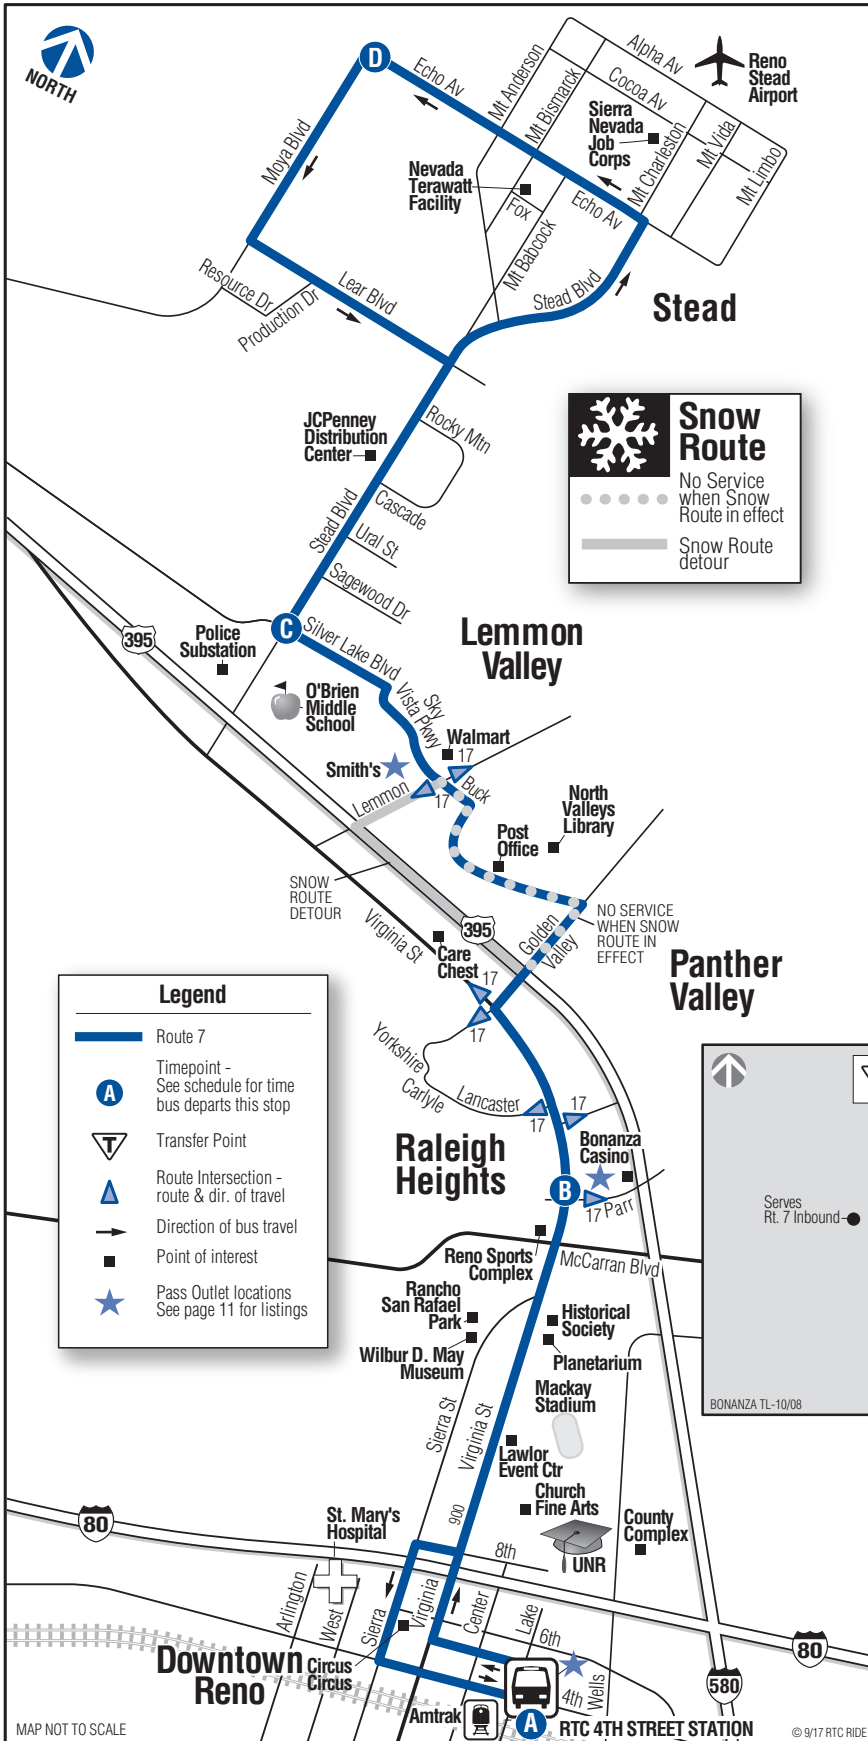 NORTH
D
Echo Av
Mt Anderson
Mt Bismarck
Alpha Av
Cocoa Av
Reno
Stead
Airport
Sierra
Nevada
Job
Corps
Mt Charleston
Mt Vida
Mt Limbo
Moya Blvd
Nevada
Terawatt
Facility
Fox
Echo Av
Mt Babcock
Resource Dr
Production Dr
Lear Blvd
Stead Blvd
Stead
JCPenney
Distribution
Center
Rocky Mtn
Cascade
Stead Blvd
Ural St
Sagewood Dr
Snow
Route
No Service
when Snow
Route in effect
Snow Route
detour
395
Police
Substation
C
Silver Lake Blvd
Lemmon
Valley
O'Brien
Middle
School
Sky
Vista Pkwy
Walmart
17
Smith's
Lemmon
17
Buck
North
Valleys
Library
Post
Office
SNOW
ROUTE
DETOUR
Virginia St
395
Golden
Valley
NO SERVICE
WHEN SNOW
ROUTE IN
EFFECT
Care
Chest
17
17
Panther
Valley
Legend
Route 7
A
Timepoint -
See schedule for time
bus departs this stop
T
Transfer Point
Route Intersection -
route & dir. of travel
Direction of bus travel
Point of interest
Pass Outlet locations
See page 11 for listings
Yorkshire
Carlyle
Lancaster
17
17
Raleigh
Heights
Bonanza
Casino
B
17
Parr
Serves
Rt. 7 Inbound
BONANZA TL-10/08
Reno Sports
Complex
McCarran Blvd
Rancho
San Rafael
Park
Wilbur D. May
Museum
Historical
Society
Planetarium
Sierra St
Virginia St
Mackay
Stadium
Lawlor
Event Ctr
Church
Fine Arts
900
80
St. Mary's
Hospital
County
Complex
UNR
8th
Arlington
West
Sierra
Virginia
Center
Lake
6th
Wells
4th
80
580
Downtown
Reno
Circus
Circus
Amtrak
A
RTC 4TH STREET STATION
MAP NOT TO SCALE
© 9/17 RTC RIDE